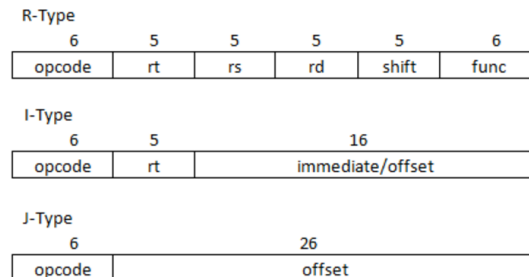 R-Type
6 5 5 5 5 6
opcode rt rs rd shift func
I-Type
6 5 16
opcode rt immediate/offset
J-Type
6 26
opcode offset